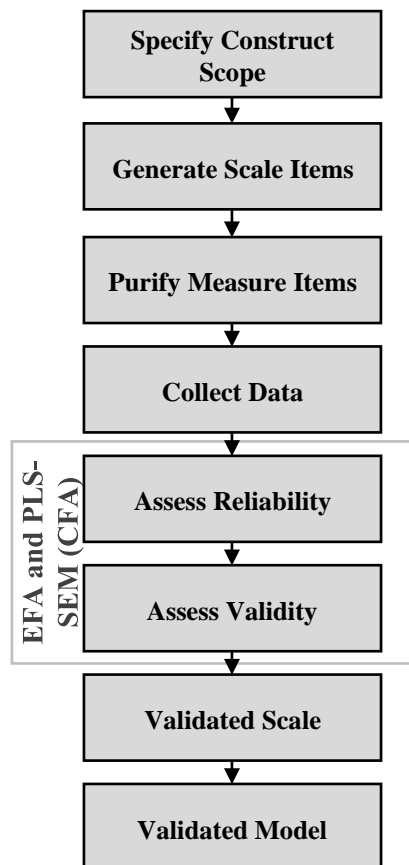 Specify Construct
Scope
Generate Scale Items
Purify Measure Items
Collect Data
EFA and PLS-
SEM (CFA)
Assess Reliability
Assess Validity
Validated Scale
Validated Model